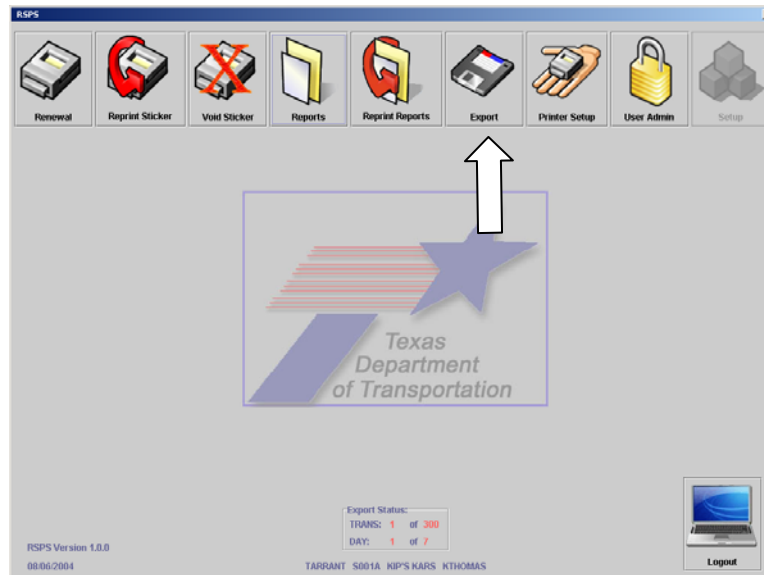 RSPS
Renewal
Reprint Sticker
Void Sticker
Reports
Reprint Reports
Export
Printer Setup
User Admin
Setup
Texas
Department
of Transportation
Export Status:
TRANS: 1 of 300
DAY: 1 of 7
RSPS Version 1.0.0
08/06/2004
TARRANT S001A KIP'S KARS KTHOMAS
Logout